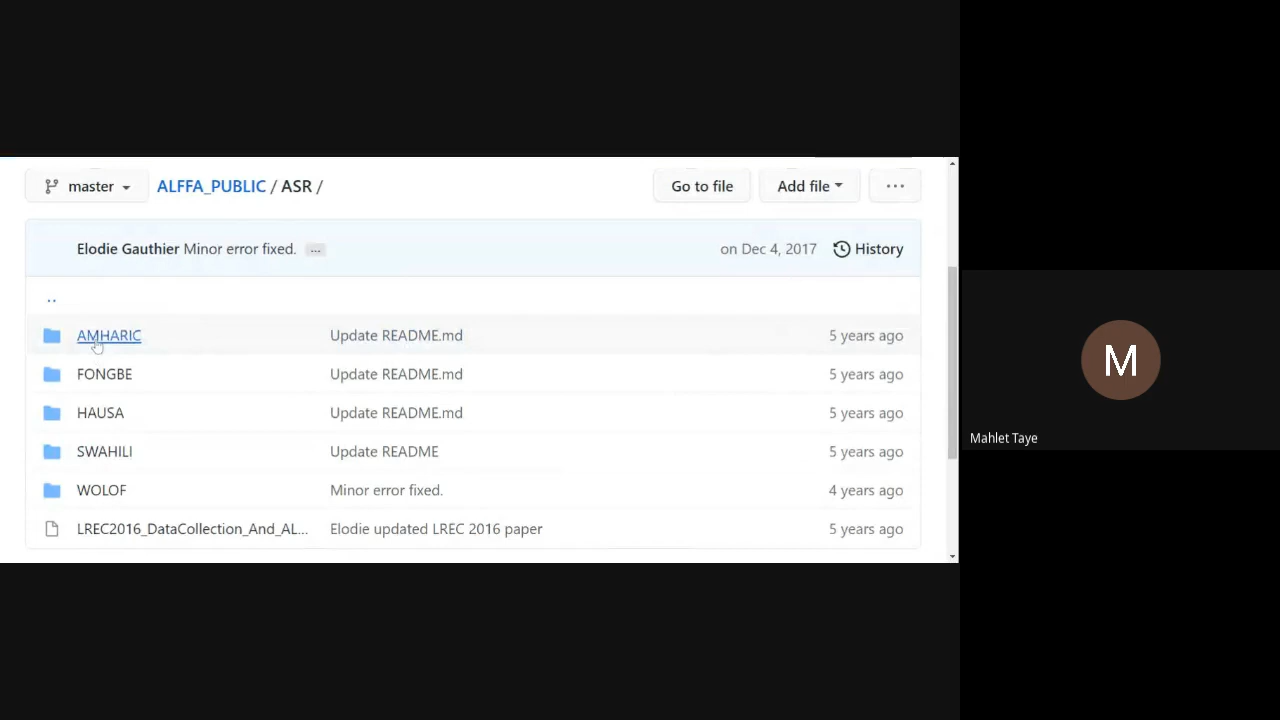 master ALFFA_PUBLIC / ASR / Go to file Add file ...
Elodie Gauthier Minor error fixed. ... on Dec 4, 2017 History
..
AMHARIC Update README.md 5 years ago
FONGBE Update README.md 5 years ago
HAUSA Update README.md 5 years ago
SWAHILI Update README 5 years ago
WOLOF Minor error fixed. 4 years ago
LREC2016_DataCollection_And_AL... Elodie updated LREC 2016 paper 5 years ago
M
Mahlet Taye